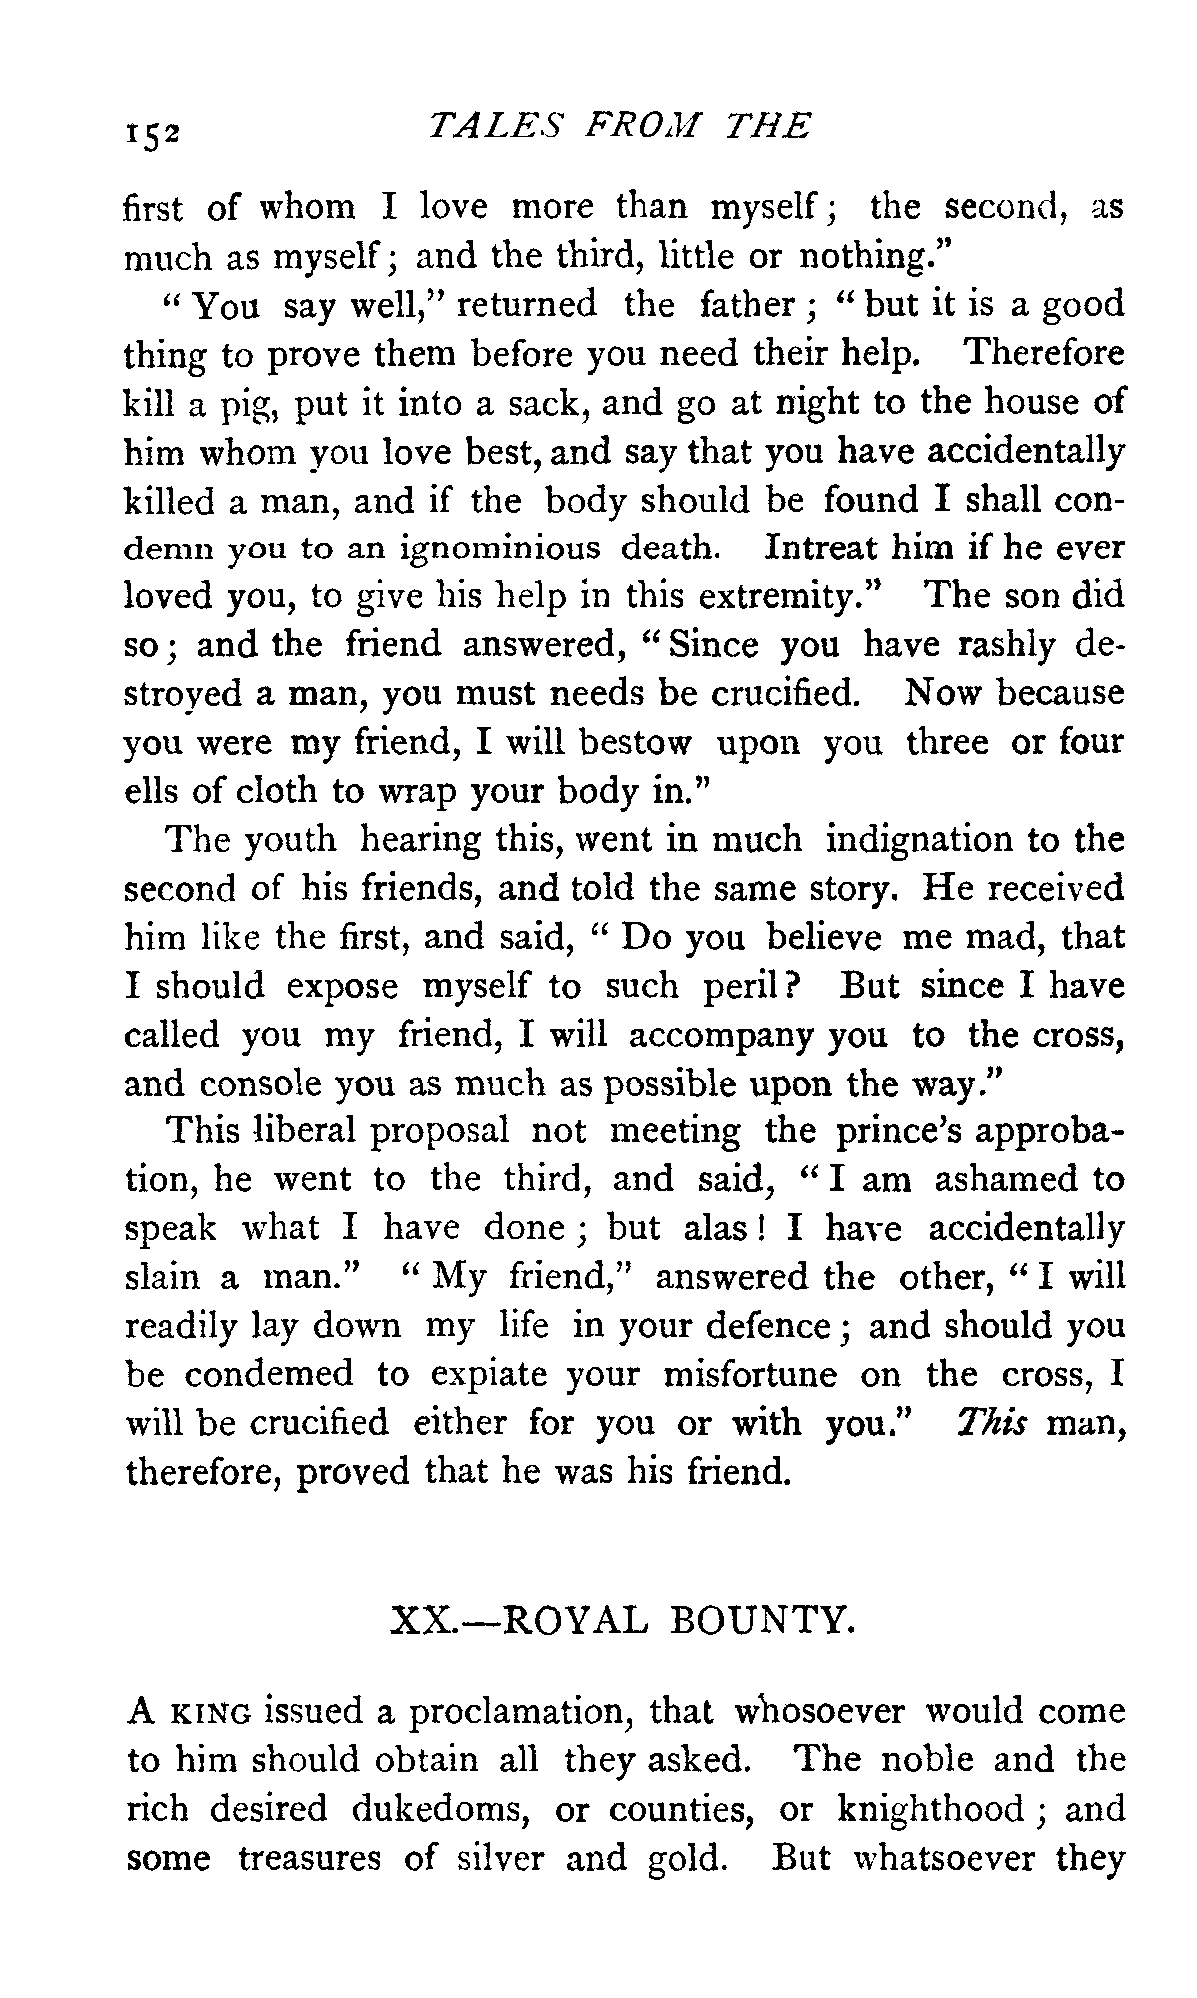 152 TALES FROM THE
first of whom I love more than myself; the second, as
much as myself; and the third, little or nothing."
" You say well," returned the father ; " but it is a good
thing to prove them before you need their help. Therefore
kill a pig, put it into a sack, and go at night to the house of
him whom you love best, and say that you have accidentally
killed a man, and if the body should be found I shall con-
demn you to an ignominious death. Intreat him if he ever
loved you, to give his help in this extremity." The son did
so; and the friend answered, "Since you have rashly de-
stroyed a man, you must needs be crucified. Now because
you were my friend, I will bestow upon you three or four
ells of cloth to wrap your body in."
The youth hearing this, went in much indignation to the
second of his friends, and told the same story. He received
him like the first, and said, " Do you believe me mad, that
I should expose myself to such peril? But since I have
called you my friend, I will accompany you to the cross,
and console you as much as possible upon the way."
This liberal proposal not meeting the prince's approba-
tion, he went to the third, and said, " I am ashamed to
speak what I have done ; but alas ! I have accidentally
slain a man." " My friend," answered the other, " I will
readily lay down my life in your defence ; and should you
be condemed to expiate your misfortune on the cross, I
will be crucified either for you or with you." This man,
therefore, proved that he was his friend.
XX.—ROYAL BOUNTY.
A KING issued a proclamation, that whosoever would come
to him should obtain all they asked. The noble and the
rich desired dukedoms, or counties, or knighthood ; and
some treasures of silver and gold. But whatsoever they